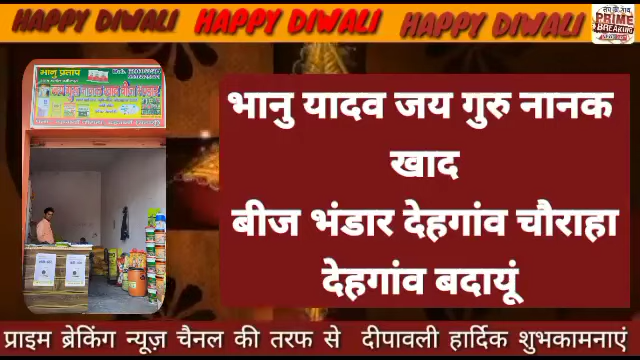 HAPPY DIWALI HAPPY DIWALI HAPPY DIWALI
PRIME
BREAKING
भानु प्रताप
भानु यादव जय गुरु नानक
खाद
बीज भंडार देहगांव चौराहा
देहगांव बदायूं
प्राइम ब्रेकिंग न्यूज़ चैनल की तरफ से दीपावली हार्दिक शुभकामनाएं